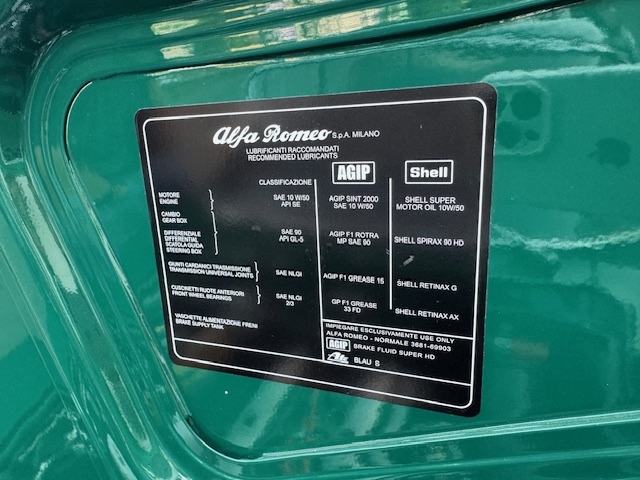 Alfa Romeo S.p.A. MILANO
LUBRIFICANTI RACCOMANDATI
RECOMMENDED LUBRICANTS
CLASSIFICAZIONE
AGIP
Shell
MOTORE
ENGINE
SAE 10 W/50
API SE
AGIP SINT 2000
SAE 10 W/50
SHELL SUPER
MOTOR OIL 10W/50
CAMBIO
GEAR BOX
DIFFERENZIALE
DIFFERENTIAL
SCATOLA GUIDA
STEERING BOX
SAE 90
API GL-5
AGIP F1 ROTRA
MP SAE 90
SHELL SPIRAX 90 HD
GIUNTI CARDANICI TRASMISSIONE
TRANSMISSION UNIVERSAL JOINTS
SAE NLGI
AGIP F1 GREASE 15
SHELL RETINAX G
CUSCINETTI RUOTE ANTERIORI
FRONT WHEEL BEARINGS
SAE NLGI
2/3
GP F1 GREASE
33 FD
SHELL RETINAX AX
VASCHETTE ALIMENTAZIONE FRENI
BRAKE SUPPLY TANK
IMPIEGARE ESCLUSIVAMENTE USE ONLY
ALFA ROMEO - NORMALE 3681-69903
AGIP BRAKE FLUID SUPER HD
Ate BLAU S